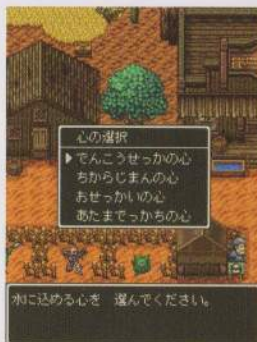 心の選択
▶でんこうせっかの心
ちからじまんの心
おせっかいの心
あたまでっかちの心
水に込める心を 選んでください。